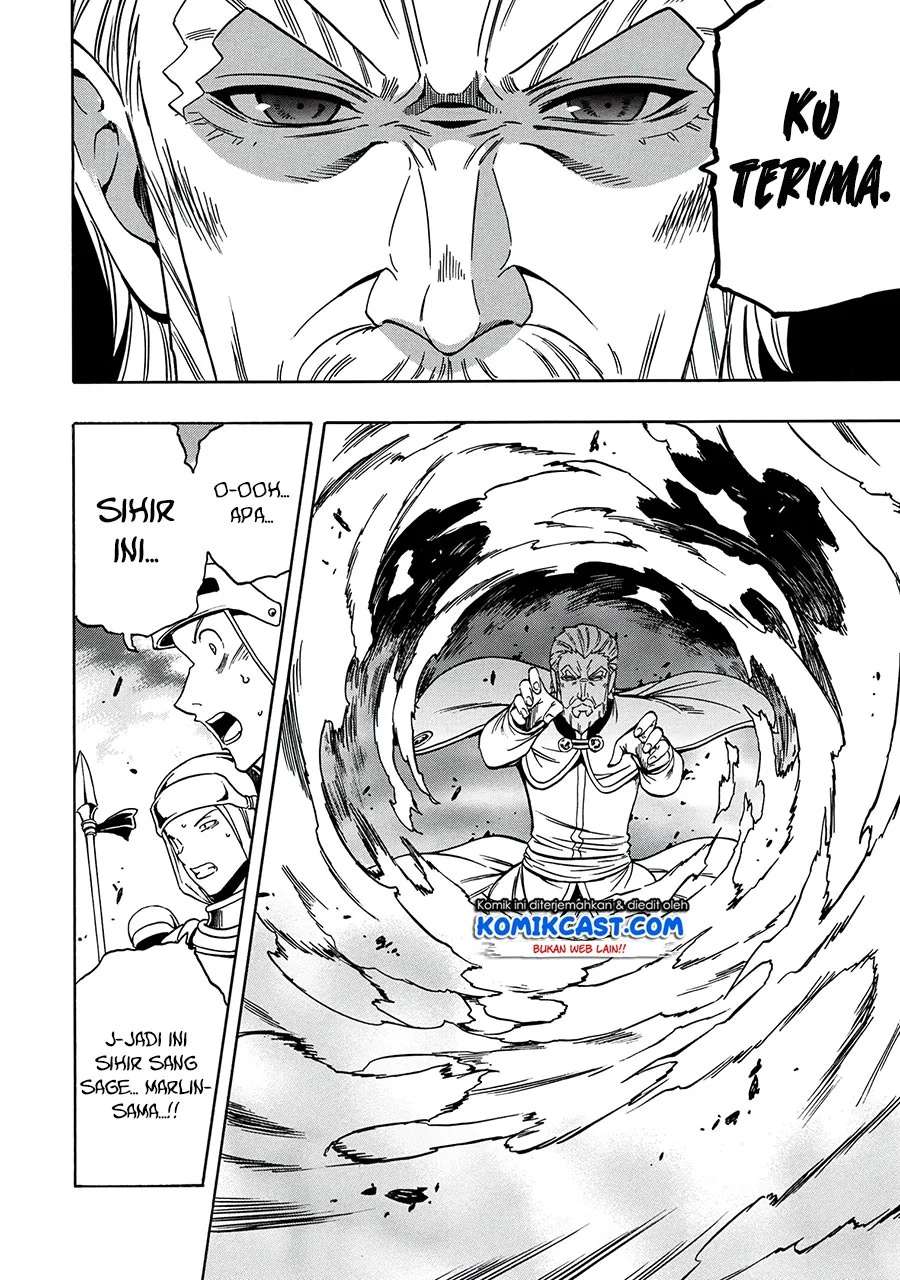 KU
TERIMA.
O-OOH...
APA...
SIHIR
INI...
J-JADI INI
SIHIR SANG
SAGE... MARLIN-
SAMA...!!
Komik ini diterjemahkan & diedit oleh
KOMIKCAST.COM
BUKAN WEB LAIN!!